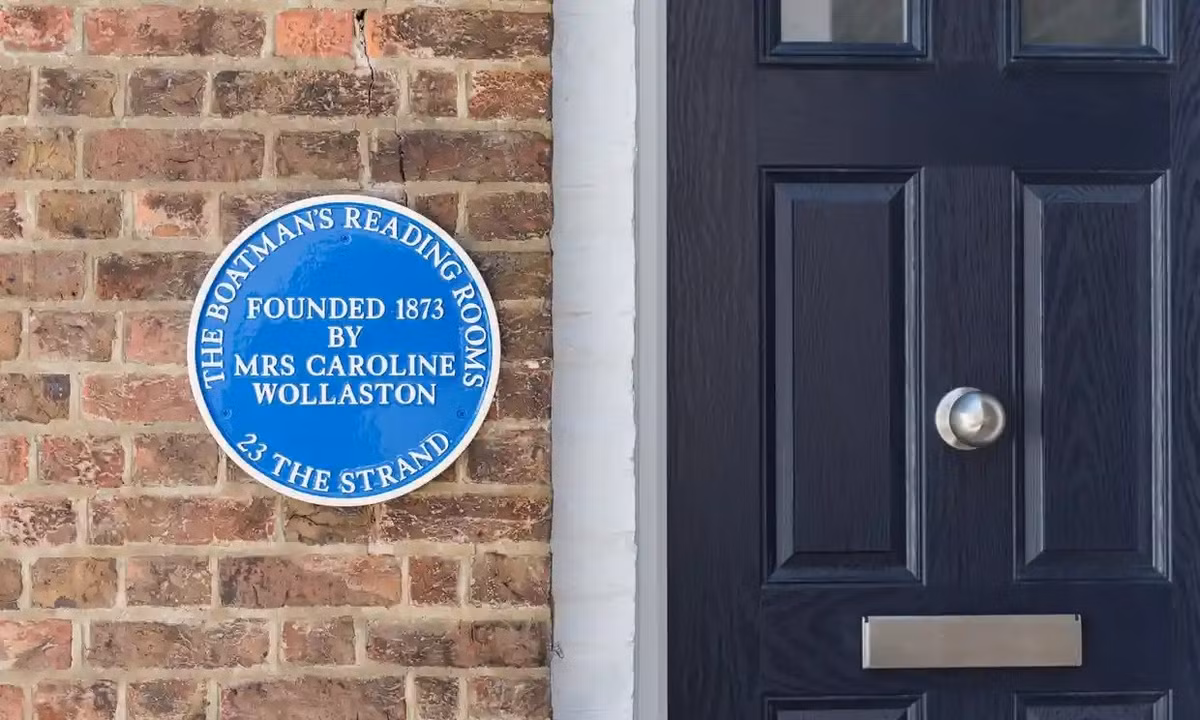 THE BOATMAN'S READING ROOMS
FOUNDED 1873
BY
MRS CAROLINE
WOLLASTON
23 THE STRAND